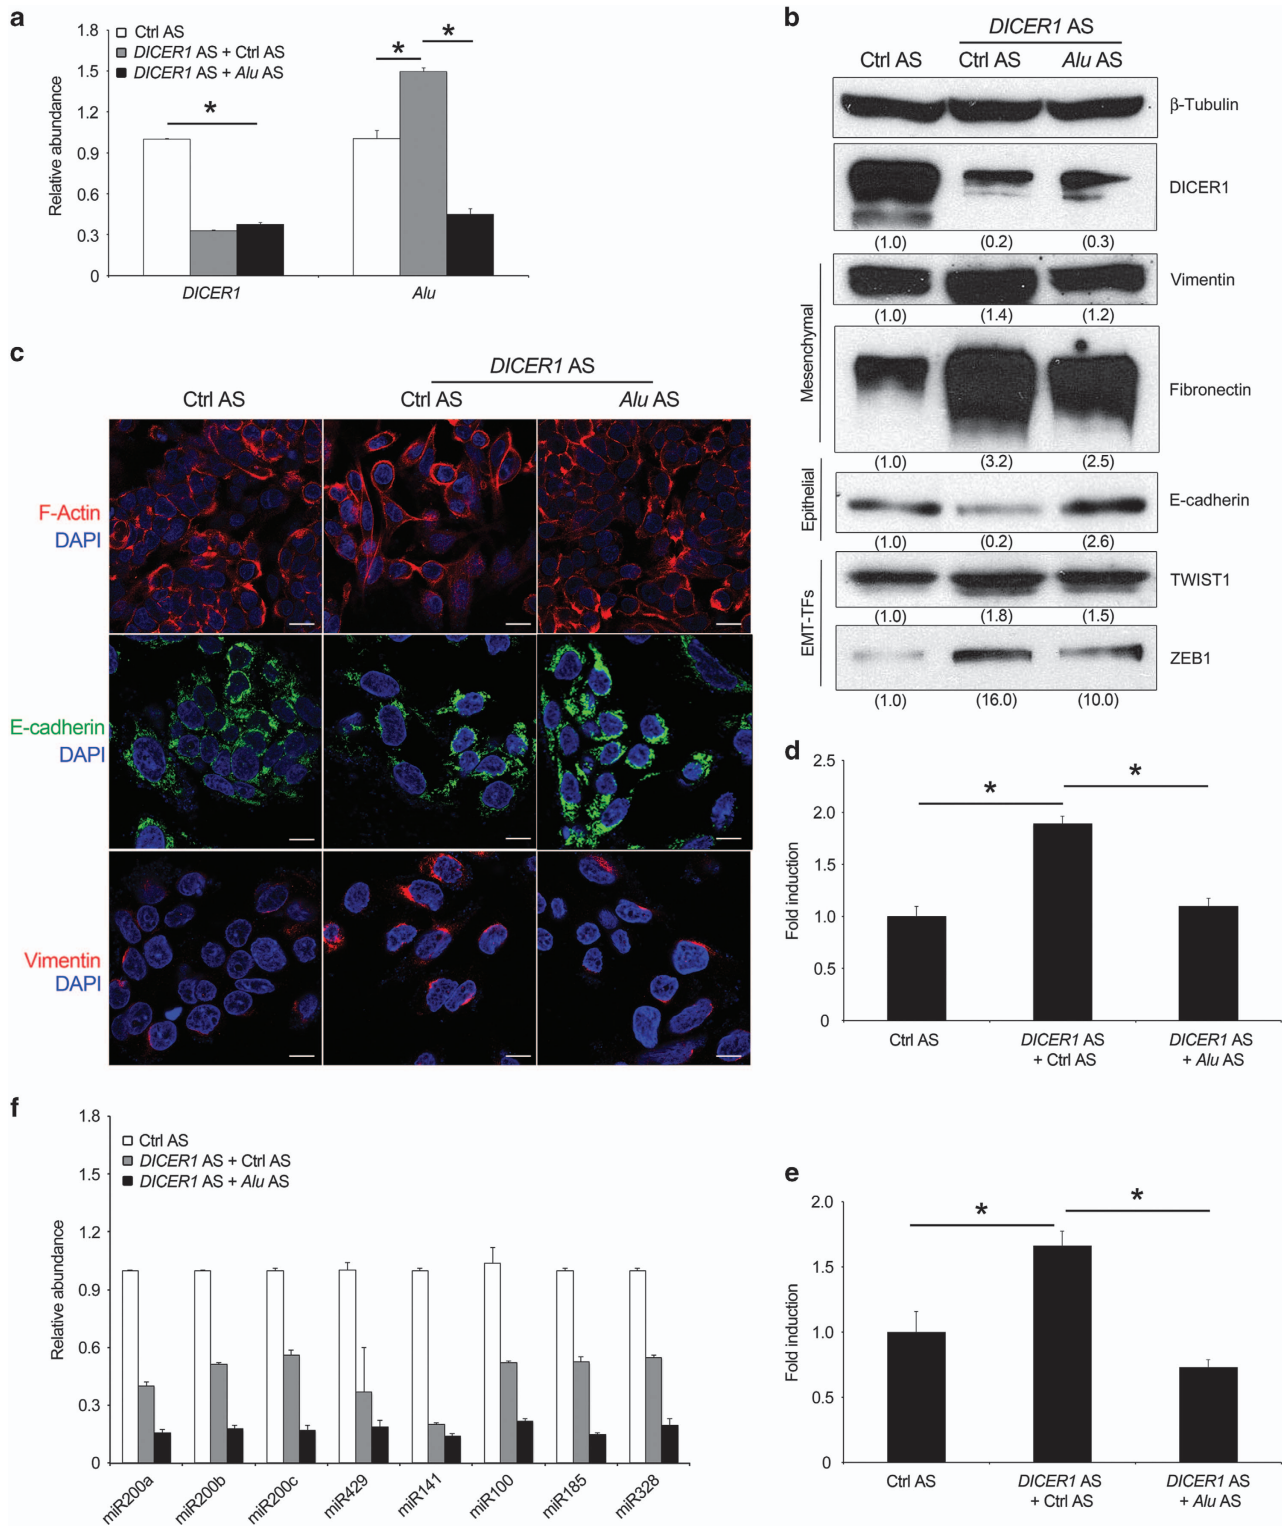 a
1.8
1.5
1.2
0.9
0.6
0.3
0
Relative abundance
Ctrl AS
DICER1 AS + Ctrl AS
DICER1 AS + Alu AS
*
*
*
DICER1
Alu
b
DICER1 AS
Ctrl AS
Ctrl AS
Alu AS
β-Tubulin
DICER1
(1.0)
(0.2)
(0.3)
Mesenchymal
Vimentin
(1.0)
(1.4)
(1.2)
Fibronectin
(1.0)
(3.2)
(2.5)
Epithelial
E-cadherin
(1.0)
(0.2)
(2.6)
EMT-TFs
TWIST1
(1.0)
(1.8)
(1.5)
ZEB1
(1.0)
(16.0)
(10.0)
c
DICER1 AS
Ctrl AS
Ctrl AS
Alu AS
F-Actin
DAPI
E-cadherin
DAPI
Vimentin
DAPI
d
2.5
2.0
1.5
1.0
0.5
0
Fold induction
*
*
Ctrl AS
DICER1 AS
+ Ctrl AS
DICER1 AS
+ Alu AS
e
2.0
1.5
1.0
0.5
0
Fold induction
*
*
Ctrl AS
DICER1 AS
+ Ctrl AS
DICER1 AS
+ Alu AS
f
1.8
1.5
1.2
0.9
0.6
0.3
0
Relative abundance
Ctrl AS
DICER1 AS + Ctrl AS
DICER1 AS + Alu AS
miR200a
miR200b
miR200c
miR429
miR141
miR100
miR185
miR328